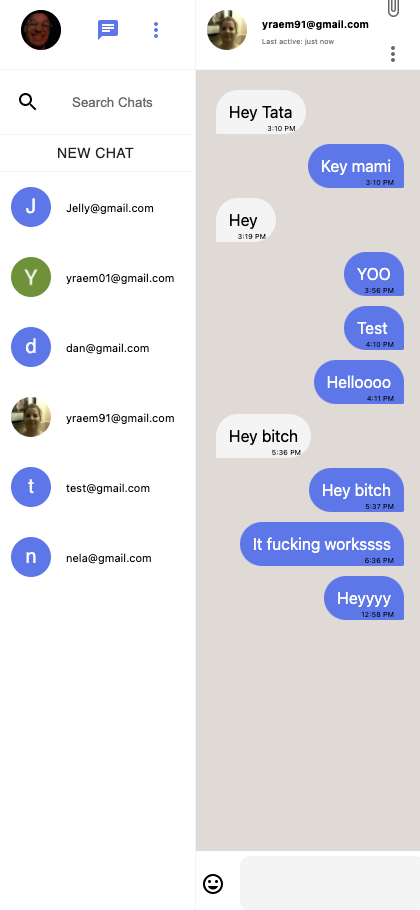 Search Chats
NEW CHAT
J
Jelly@gmail.com
Y
yraem01@gmail.com
d
dan@gmail.com
yraem91@gmail.com
t
test@gmail.com
n
nela@gmail.com
yraem91@gmail.com
Last active: just now
Hey Tata
3:10 PM
Key mami
3:10 PM
Hey
3:19 PM
YOO
3:56 PM
Test
4:10 PM
Helloooo
4:11 PM
Hey bitch
5:36 PM
Hey bitch
5:37 PM
It fucking workssss
6:36 PM
Heyyyy
12:58 PM